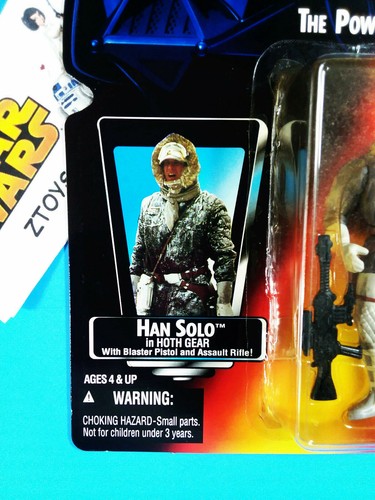 THE POW
STAR
WARS
ZTOYS
HAN SOLO™
IN HOTH GEAR
With Blaster Pistol and Assault Rifle!
AGES 4 & UP
WARNING:
CHOKING HAZARD-Small parts.
Not for children under 3 years.